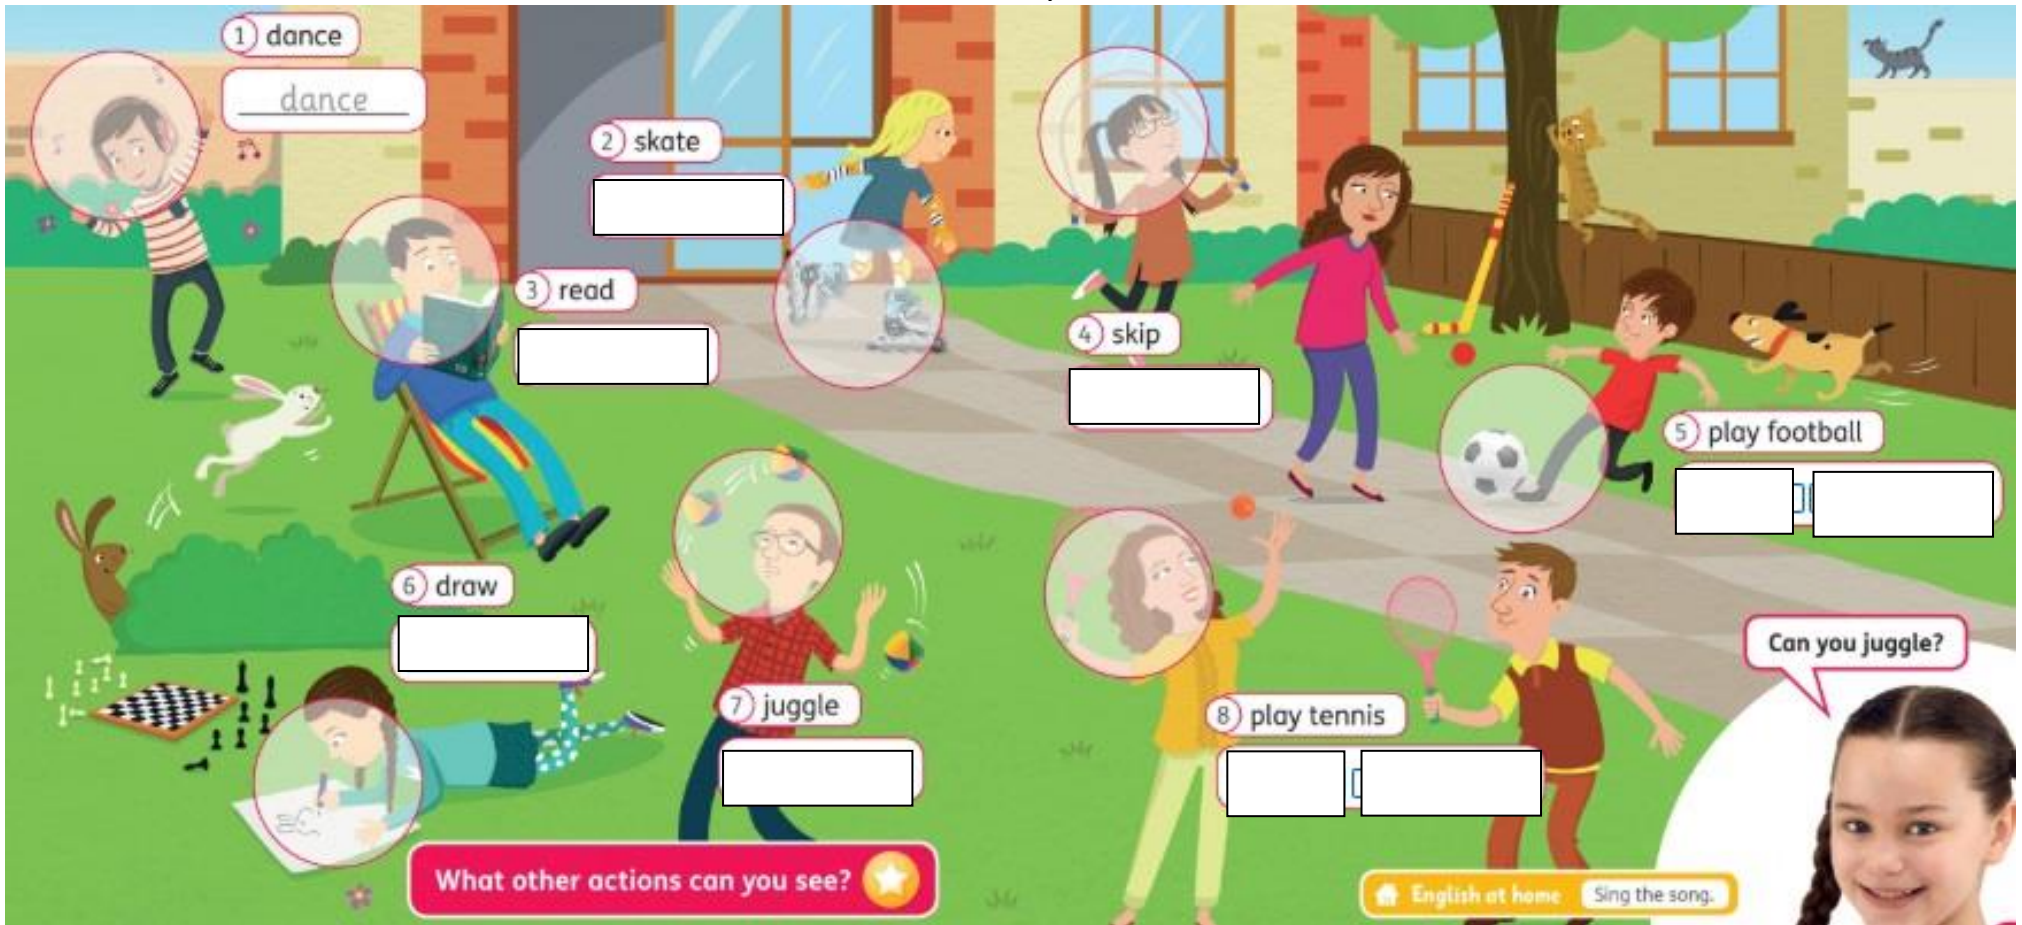 1 dance
dance
2 skate
3 read
4 skip
5 play football
6 draw
7 juggle
8 play tennis
Can you juggle?
What other actions can you see?
English at home Sing the song.